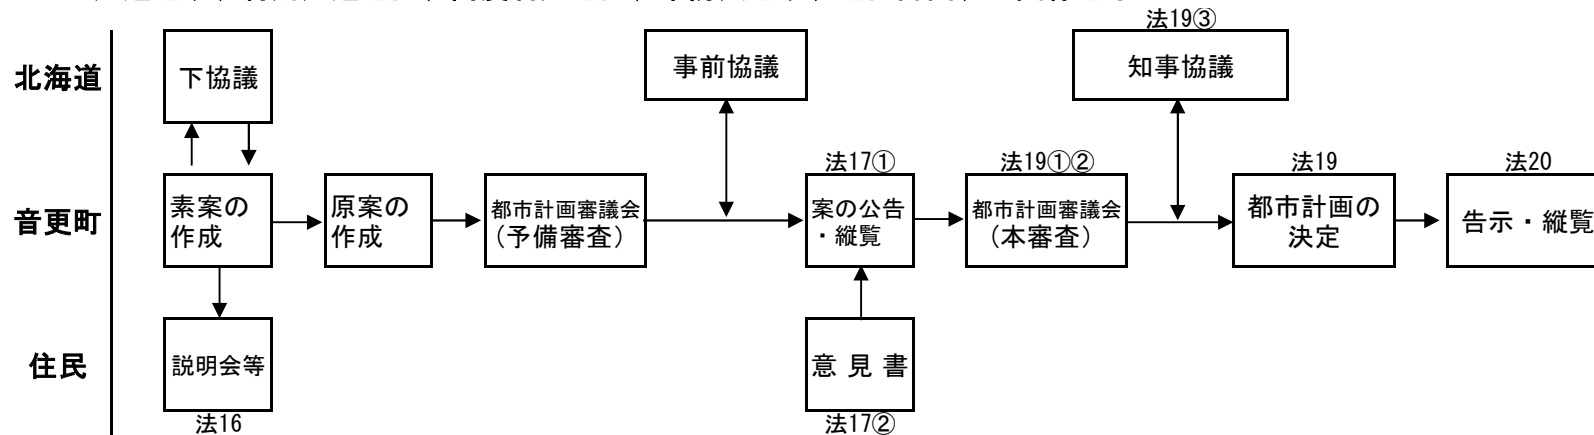 法19③
北海道
下協議
事前協議
知事協議
法17①
法19①②
法19
法20
音更町
素案の
作成
原案の
作成
都市計画審議会
(予備審査)
案の公告
・縦覧
都市計画審議会
(本審査)
都市計画の
決定
告示・縦覧
住民
説明会等
意見書
法16
法17②